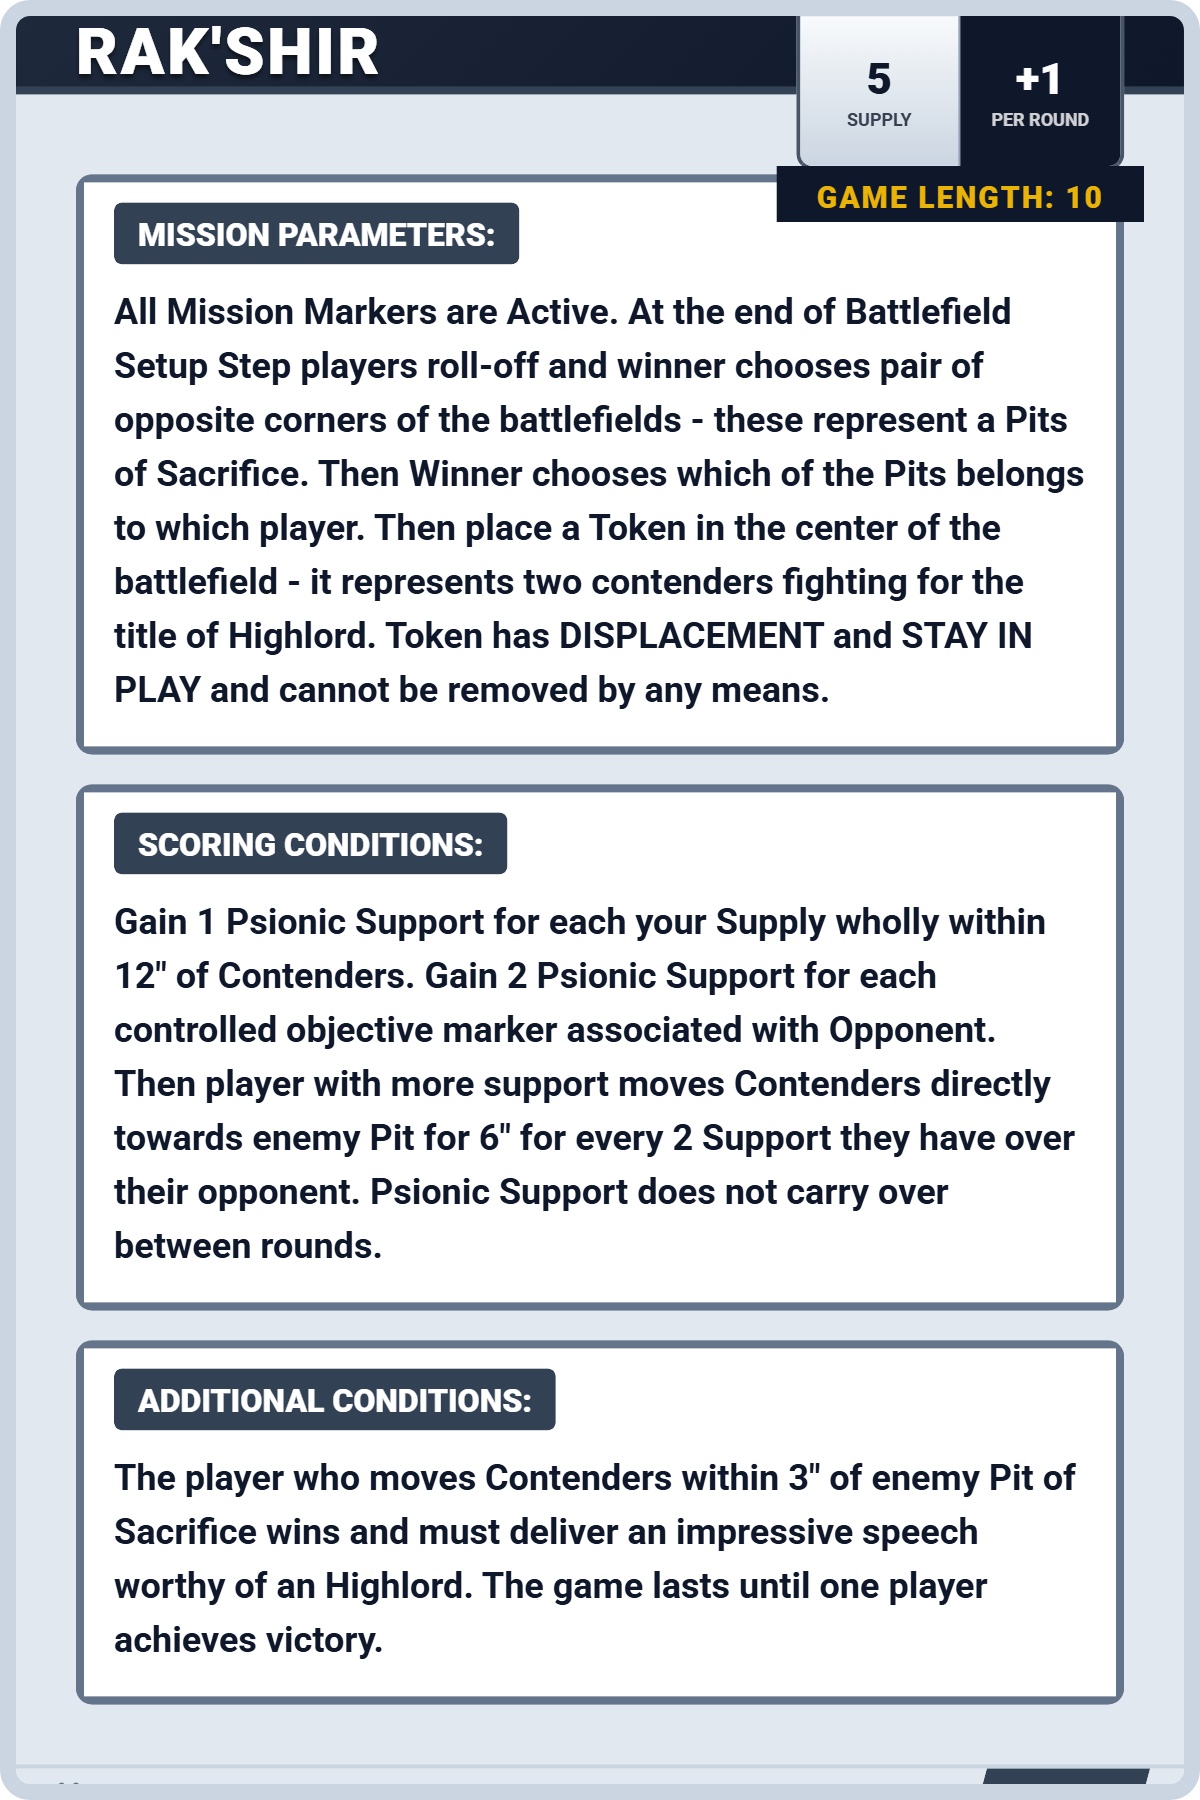 RAK'SHIR
5
SUPPLY
+1
PER ROUND
GAME LENGTH: 10
MISSION PARAMETERS:
All Mission Markers are Active. At the end of Battlefield
Setup Step players roll-off and winner chooses pair of
opposite corners of the battlefields - these represent a Pits
of Sacrifice. Then Winner chooses which of the Pits belongs
to which player. Then place a Token in the center of the
battlefield - it represents two contenders fighting for the
title of Highlord. Token has DISPLACEMENT and STAY IN
PLAY and cannot be removed by any means.
SCORING CONDITIONS:
Gain 1 Psionic Support for each your Supply wholly within
12" of Contenders. Gain 2 Psionic Support for each
controlled objective marker associated with Opponent.
Then player with more support moves Contenders directly
towards enemy Pit for 6" for every 2 Support they have over
their opponent. Psionic Support does not carry over
between rounds.
ADDITIONAL CONDITIONS:
The player who moves Contenders within 3" of enemy Pit of
Sacrifice wins and must deliver an impressive speech
worthy of an Highlord. The game lasts until one player
achieves victory.